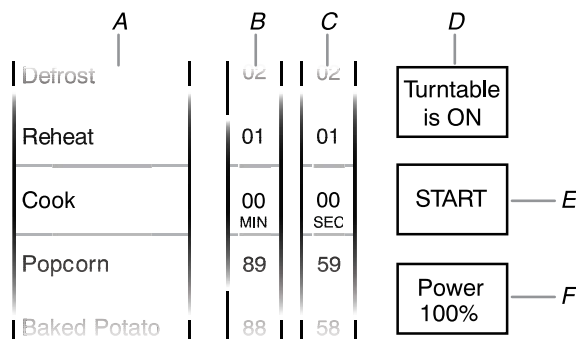 A B C D
Defrost 02 02
Turntable
is ON
Reheat 01 01
Cook 00 00
MIN SEC
START E
Popcorn 89 59
Power
100% F
Baked Potato 88 58